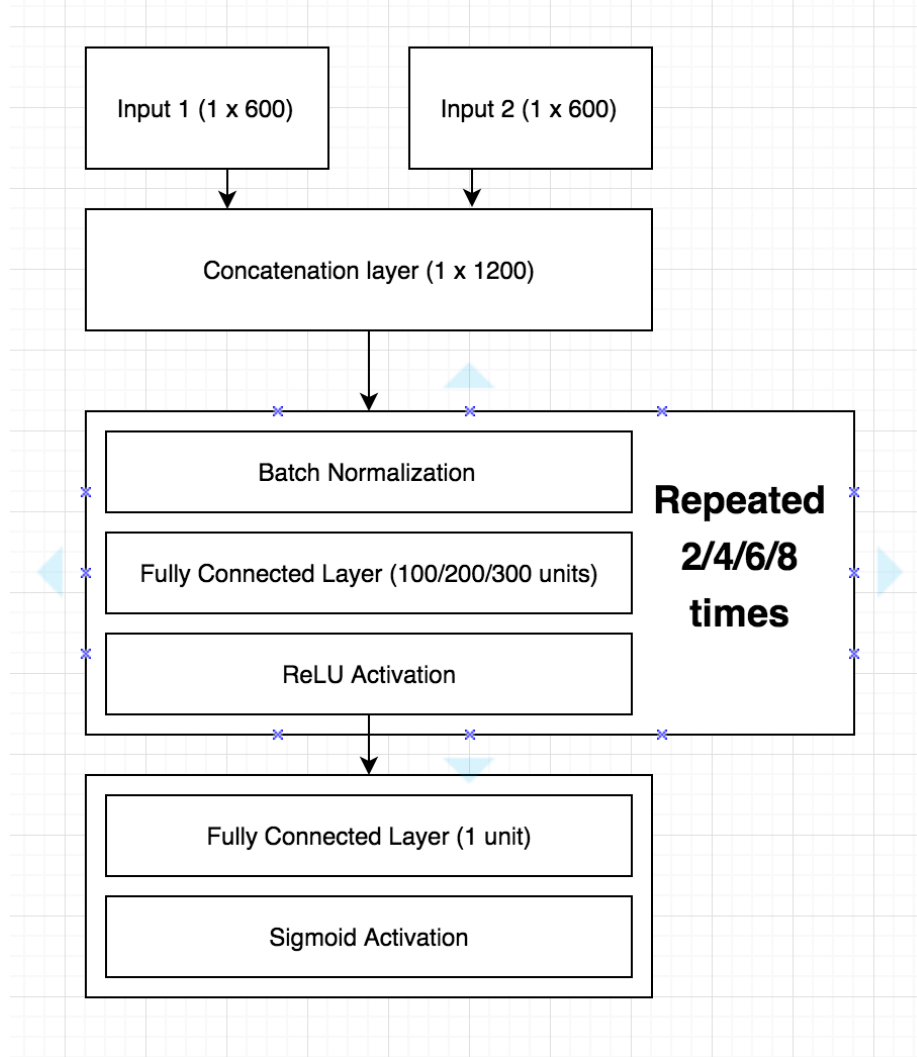 Input 1 (1 x 600)
Input 2 (1 x 600)
Concatenation layer (1 x 1200)
Batch Normalization
Fully Connected Layer (100/200/300 units)
ReLU Activation
Repeated
2/4/6/8
times
Fully Connected Layer (1 unit)
Sigmoid Activation